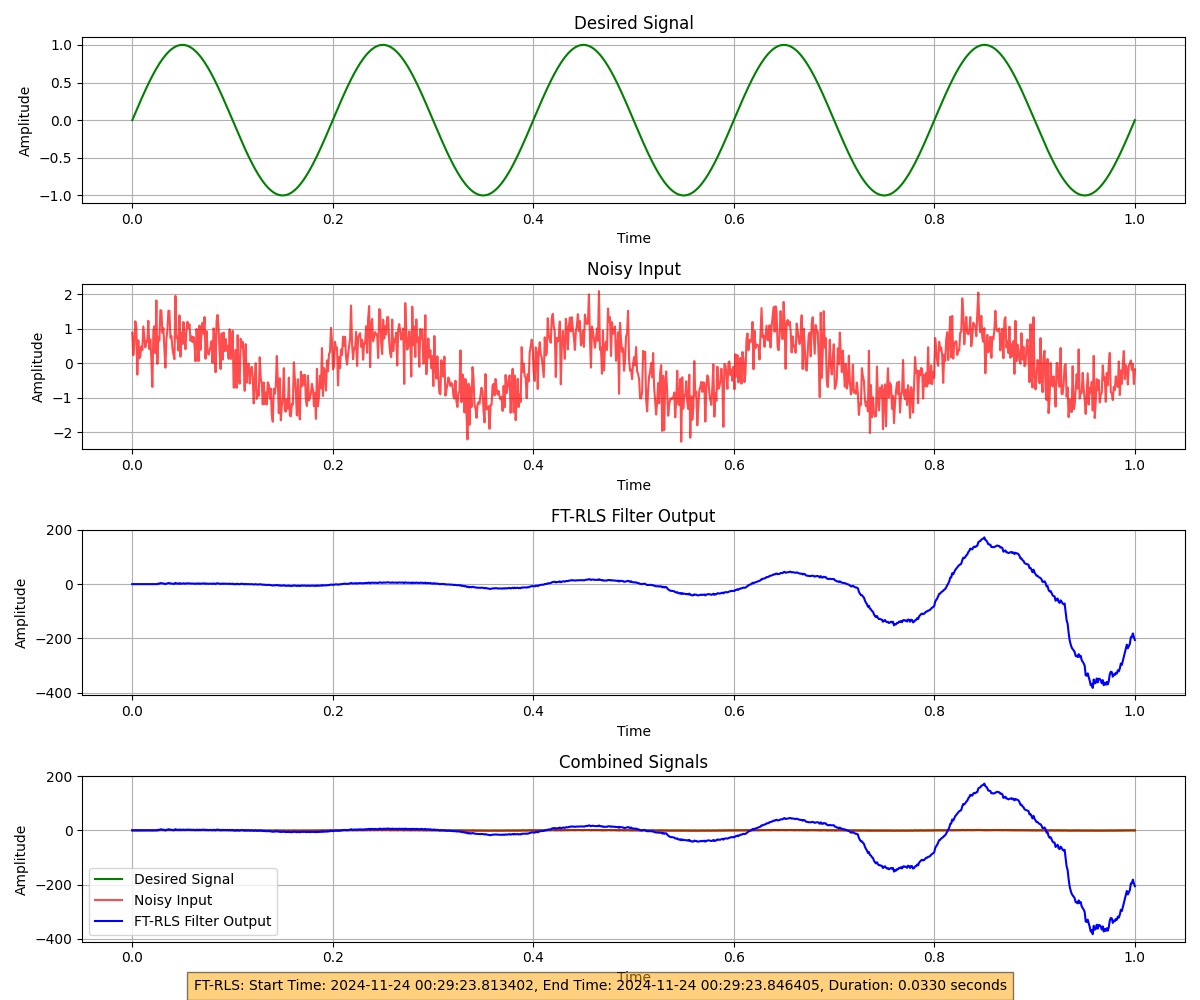 Desired Signal
Amplitude
1.0
0.5
0.0
−0.5
−1.0
0.0 0.2 0.4 0.6 0.8 1.0
Time
Noisy Input
Amplitude
2
1
0
−1
−2
0.0 0.2 0.4 0.6 0.8 1.0
Time
FT-RLS Filter Output
Amplitude
200
0
−200
−400
0.0 0.2 0.4 0.6 0.8 1.0
Time
Combined Signals
Amplitude
200
0
−200
−400
Desired Signal
Noisy Input
FT-RLS Filter Output
0.0 0.2 0.4 0.6 0.8 1.0
Time
FT-RLS: Start Time: 2024-11-24 00:29:23.813402, End Time: 2024-11-24 00:29:23.846405, Duration: 0.0330 seconds